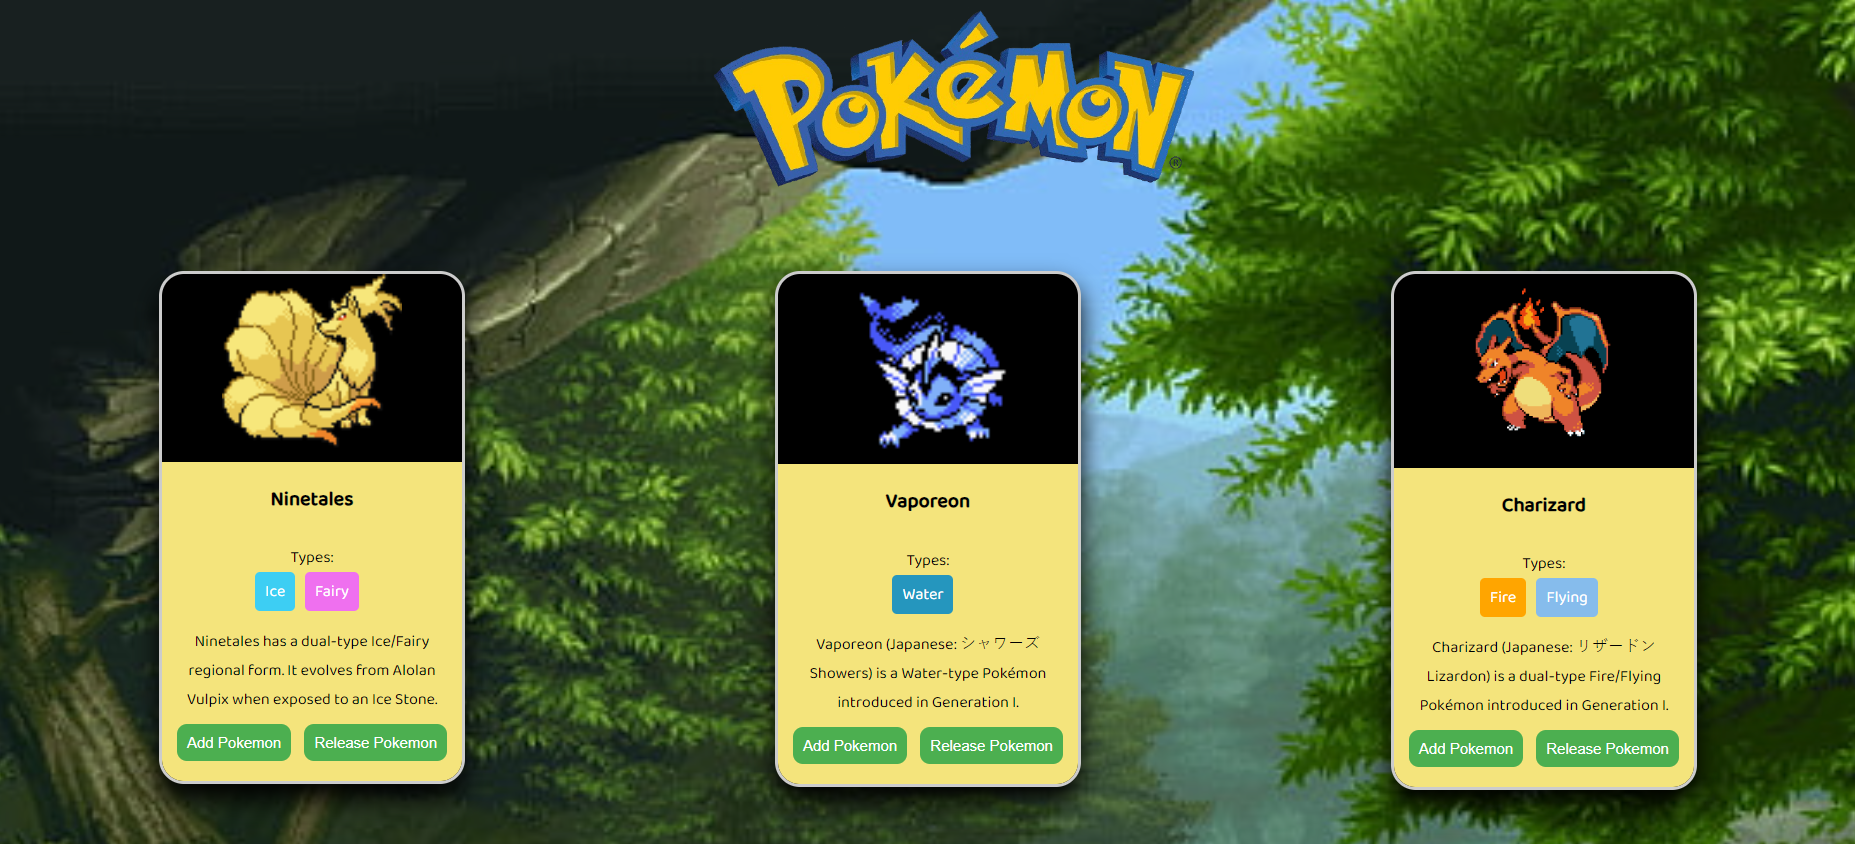 POKéMON
®
Ninetales
Types:
Ice Fairy
Ninetales has a dual-type Ice/Fairy
regional form. It evolves from Alolan
Vulpix when exposed to an Ice Stone.
Add Pokemon Release Pokemon
Vaporeon
Types:
Water
Vaporeon (Japanese: シャワーズ
Showers) is a Water-type Pokémon
introduced in Generation I.
Add Pokemon Release Pokemon
Charizard
Types:
Fire Flying
Charizard (Japanese: リザードン
Lizardon) is a dual-type Fire/Flying
Pokémon introduced in Generation I.
Add Pokemon Release Pokemon